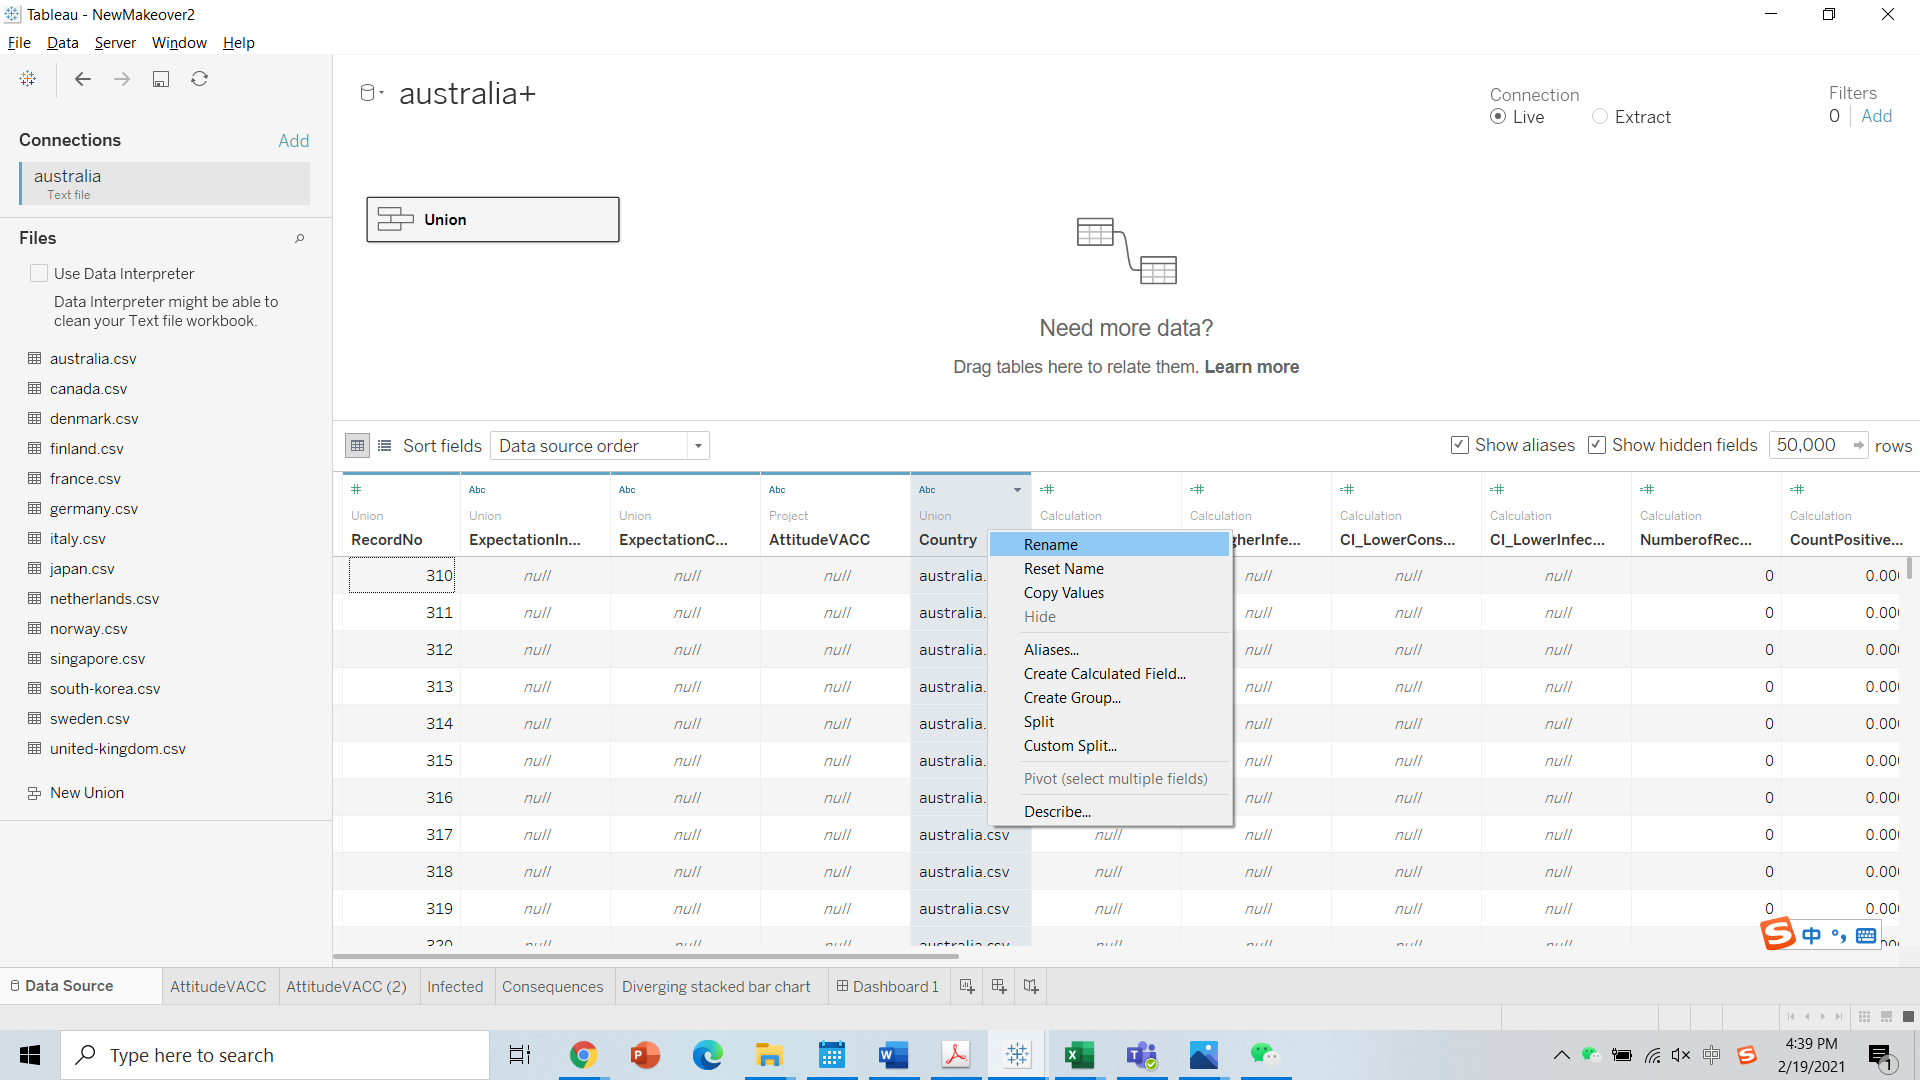 Tableau - NewMakeover2
File Data Server Window Help
Connections Add
australia
Text file
Files
Use Data Interpreter
Data Interpreter might be able to
clean your Text file workbook.
australia.csv
canada.csv
denmark.csv
finland.csv
france.csv
germany.csv
italy.csv
japan.csv
netherlands.csv
norway.csv
singapore.csv
south-korea.csv
sweden.csv
united-kingdom.csv
New Union
australia+
Connection
Live Extract
Filters
0 Add
Union
Need more data?
Drag tables here to relate them. Learn more
Sort fields Data source order Show aliases Show hidden fields 50,000 rows
# Abc Abc Abc Abc =# =# =# =# =# =#
Union Union Union Project Union Calculation Calculation Calculation Calculation Calculation Calculation
RecordNo ExpectationIn... ExpectationC... AttitudeVACC Country gherInfe... CI_LowerCons... CI_LowerInfec... NumberofRec... CountPositive...
310 null null null australia. null null null 0 0.00
311 null null null australia. null null null 0 0.00
312 null null null australia. null null null 0 0.00
313 null null null australia. null null null 0 0.00
314 null null null australia. null null null 0 0.00
315 null null null australia. null null null 0 0.00
316 null null null australia. null null null 0 0.00
317 null null null australia.csv null null null null 0 0.00
318 null null null australia.csv null null null null 0 0.00
319 null null null australia.csv null null null null 0 0.00
320 null null null australia.csv null null null null
Rename
Reset Name
Copy Values
Hide
Aliases...
Create Calculated Field...
Create Group...
Split
Custom Split...
Pivot (select multiple fields)
Describe...
S 中 °,
Data Source AttitudeVACC AttitudeVACC (2) Infected Consequences Diverging stacked bar chart Dashboard 1
Type here to search
中
4:39 PM
2/19/2021
1